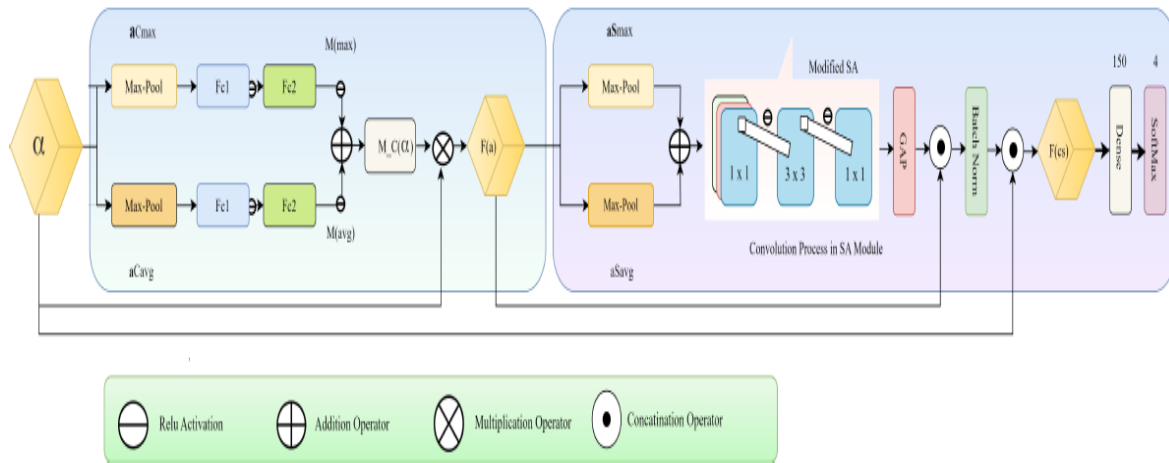 aCmax
M(max)
Max-Pool
Fc1
Fc2
α
M_C(α)
F(a)
Max-Pool
Fc1
Fc2
M(avg)
aCavg
aSmax
Modified SA
Max-Pool
Max-Pool
1 x 1
3 x 3
1 x 1
Convolution Process in SA Module
aSavg
GAP
Batch Norm
F(cs)
150
Dense
4
SoftMax
Relu Activation
Addition Operator
Multiplication Operator
Concatination Operator